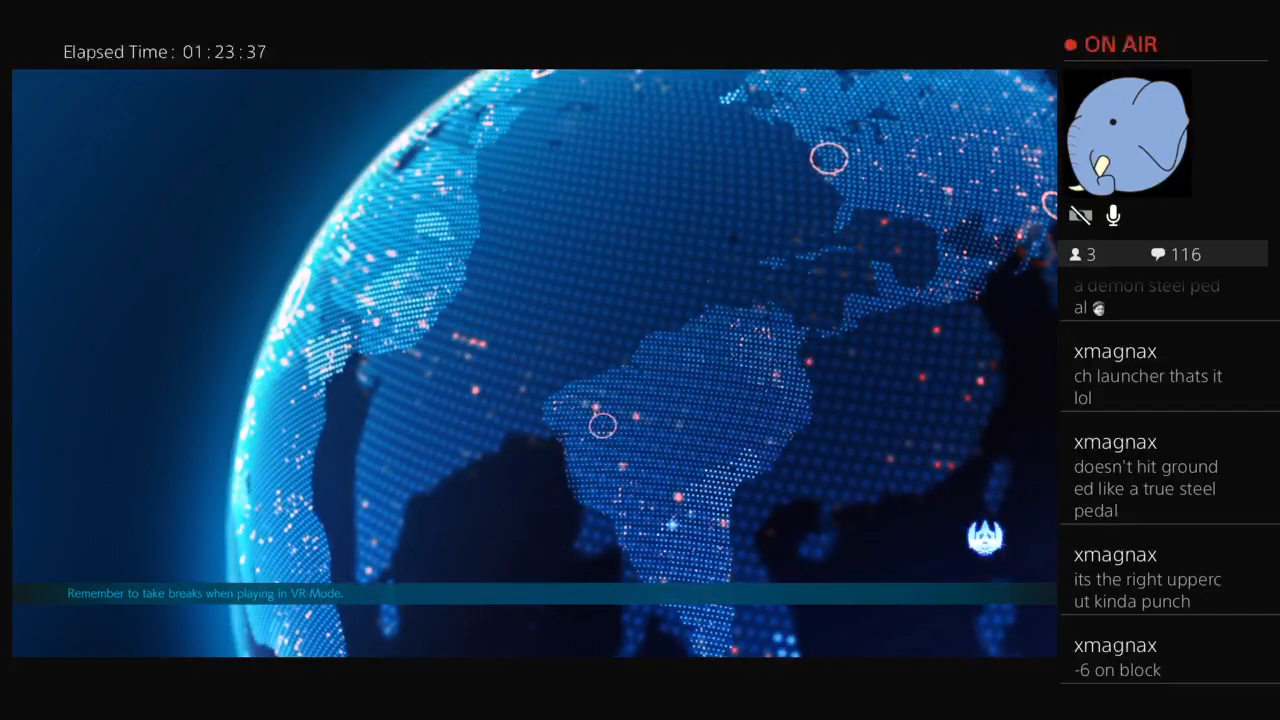 Elapsed Time: 01:23:37
ON AIR
3 116
a demon steel ped
al
xmagnax
ch launcher thats it
lol
xmagnax
doesn't hit ground
ed like a true steel
pedal
xmagnax
its the right upperc
ut kinda punch
xmagnax
-6 on block
Remember to take breaks when playing in VR Mode.